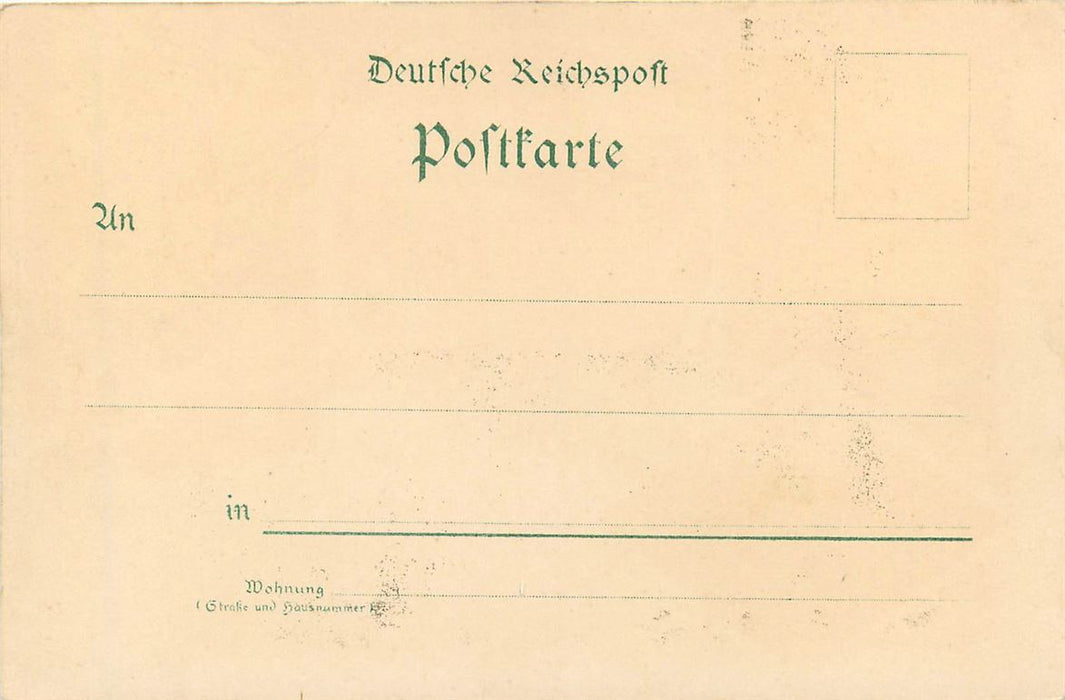 Deutſche Reichspoſt
Poſtkarte
An
in
Wohnung
(Straße und Hausnummer)